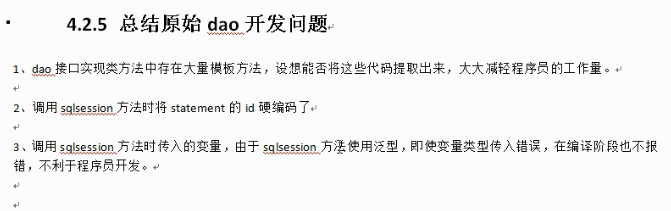 4.2.5 总结原始 dao 开发问题
1、dao 接口实现类方法中存在大量模板方法，设想能否将这些代码提取出来，大大减轻程序员的工作量。
2、调用 sqlsession 方法时将 statement 的 id 硬编码了
3、调用 sqlsession 方法时传入的变量，由于 sqlsession 方法使用泛型，即使变量类型传入错误，在编译阶段也不报
错，不利于程序员开发。